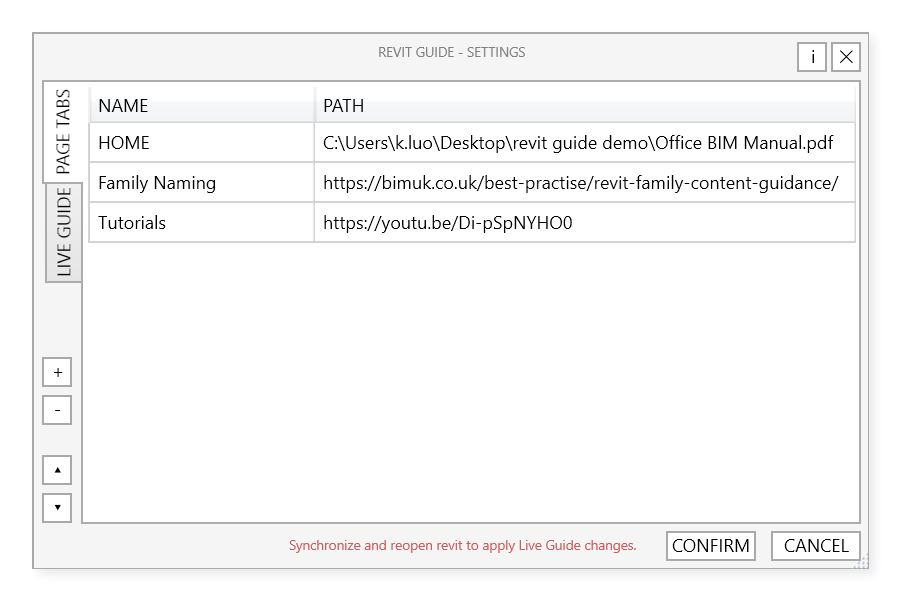 REVIT GUIDE - SETTINGS
i
PAGE TABS
LIVE GUIDE
NAME PATH
HOME C:\Users\k.luo\Desktop\revit guide demo\Office BIM Manual.pdf
Family Naming https://bimuk.co.uk/best-practise/revit-family-content-guidance/
Tutorials https://youtu.be/Di-pSpNYHO0
+
-
Synchronize and reopen revit to apply Live Guide changes.
CONFIRM CANCEL